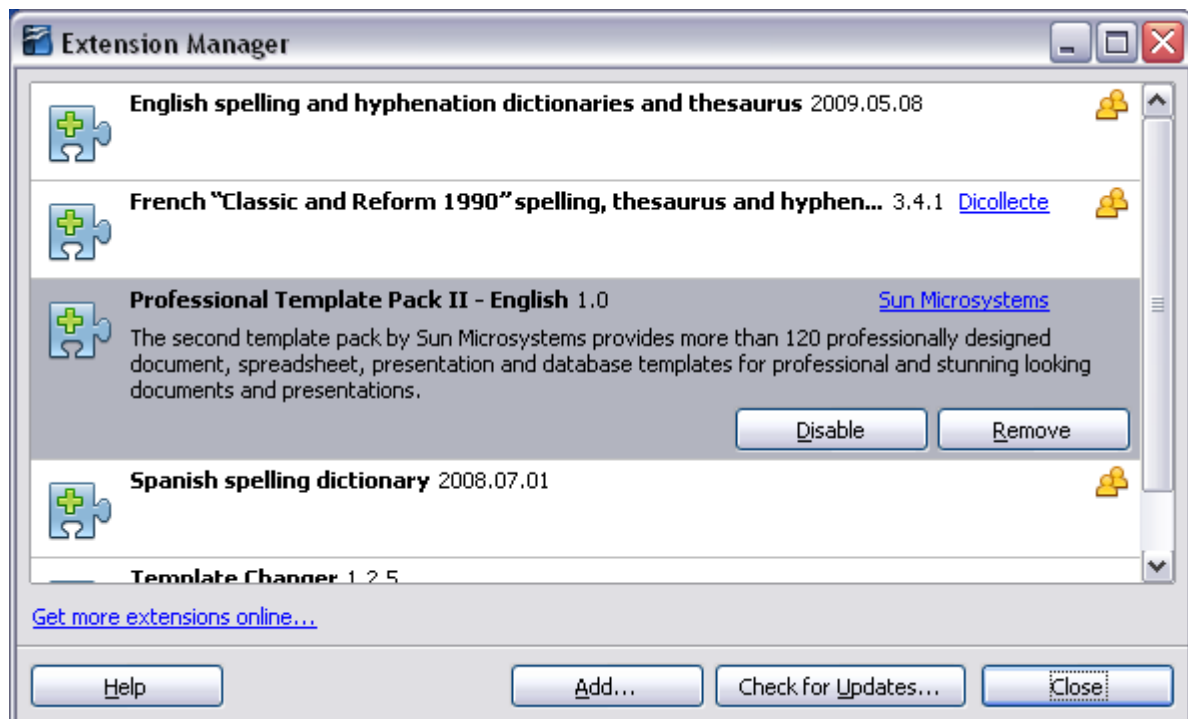 Extension Manager
English spelling and hyphenation dictionaries and thesaurus 2009.05.08
French “Classic and Reform 1990” spelling, thesaurus and hyphen... 3.4.1 Dicollecte
Professional Template Pack II - English 1.0 Sun Microsystems
The second template pack by Sun Microsystems provides more than 120 professionally designed
document, spreadsheet, presentation and database templates for professional and stunning looking
documents and presentations.
Disable Remove
Spanish spelling dictionary 2008.07.01
Template Changer 1.2.5
Get more extensions online...
Help Add... Check for Updates... Close